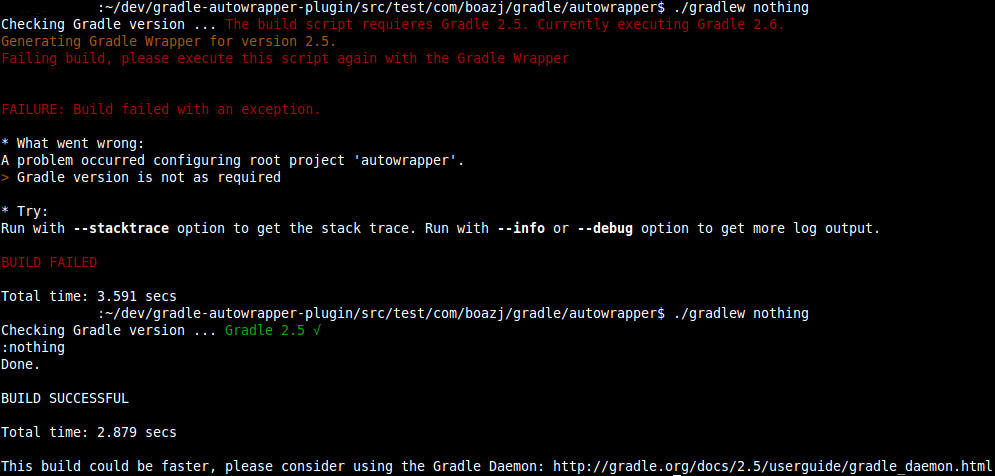 :~/dev/gradle-autowrapper-plugin/src/test/com/boazj/gradle/autowrapper$ ./gradlew nothing
Checking Gradle version ... The build script requieres Gradle 2.5. Currently executing Gradle 2.6.
Generating Gradle Wrapper for version 2.5.
Failing build, please execute this script again with the Gradle Wrapper
FAILURE: Build failed with an exception.
* What went wrong:
A problem occurred configuring root project 'autowrapper'.
> Gradle version is not as required
* Try:
Run with --stacktrace option to get the stack trace. Run with --info or --debug option to get more log output.
BUILD FAILED
Total time: 3.591 secs
:~/dev/gradle-autowrapper-plugin/src/test/com/boazj/gradle/autowrapper$ ./gradlew nothing
Checking Gradle version ... Gradle 2.5 √
:nothing
Done.
BUILD SUCCESSFUL
Total time: 2.879 secs
This build could be faster, please consider using the Gradle Daemon: http://gradle.org/docs/2.5/userguide/gradle_daemon.html